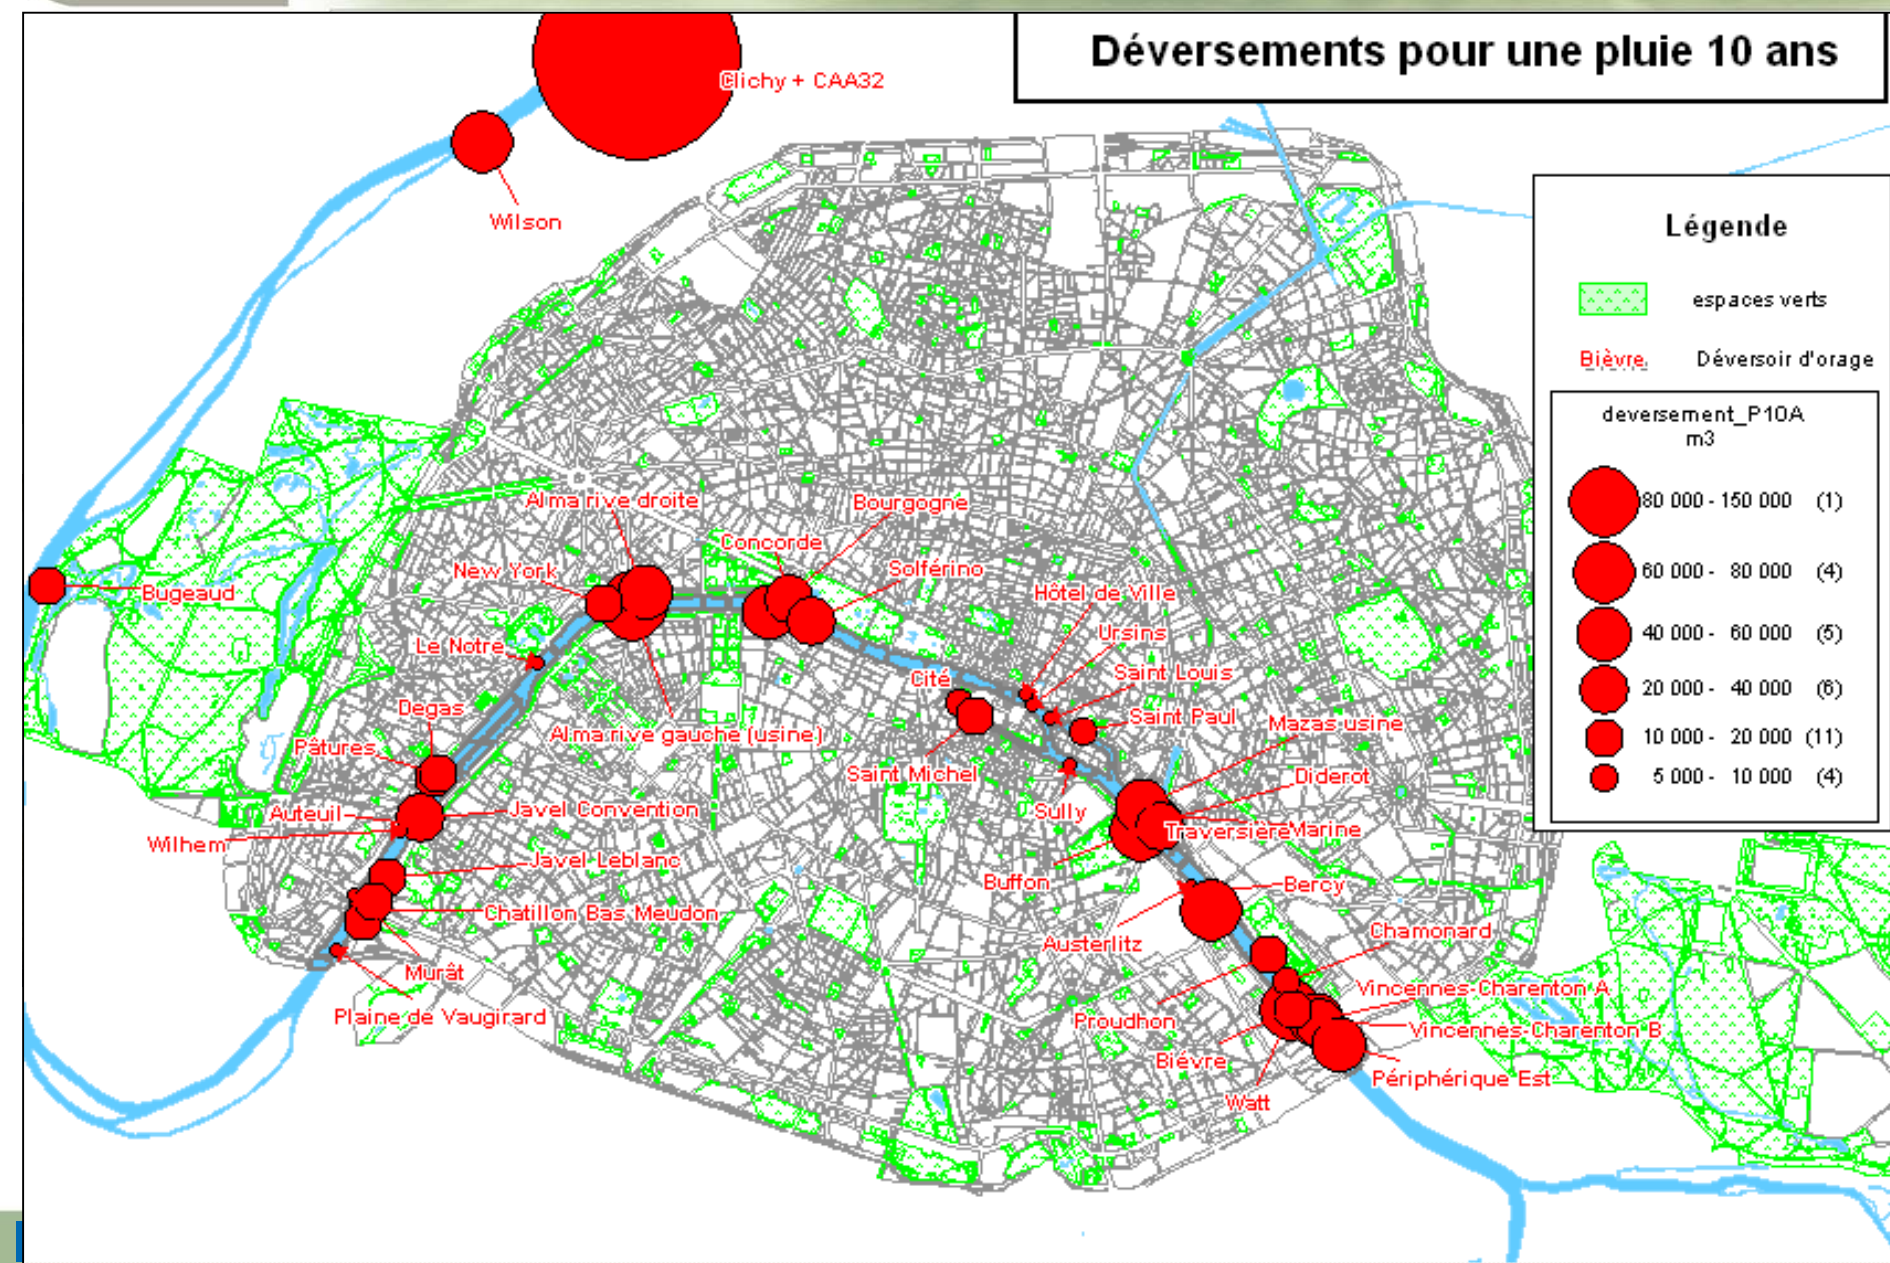 Déversements pour une pluie 10 ans
Clichy + CAA32
Wilson
Légende
espaces verts
Bièvre Déversoir d'orage
deversement_P10A
m3
80 000 - 150 000 (1)
60 000 - 80 000 (4)
40 000 - 60 000 (5)
20 000 - 40 000 (6)
10 000 - 20 000 (11)
5 000 - 10 000 (4)
Alma rive droite
Bourgogne
Concorde
New York
Solférino
Bugeaud
Hôtel de Ville
Ursins
Le Notre
Saint Louis
Cité
Degas
Saint Paul
Mazas usine
Alma rive gauche (usine)
Pâtures
Saint Michel
Diderot
Auteuil
Javel Convention
Sully
Traversière
Marine
Wilhem
Javel Leblanc
Buffon
Bercy
Chatillon Bas Meudon
Austerlitz
Chamonard
Murât
Vincennes-Charenton A
Plaine de Vaugirard
Proudhon
Vincennes-Charenton B
Biévre
Périphérique Est
Watt